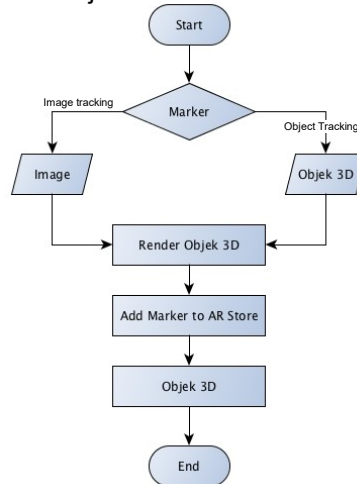 Start
Marker
Image tracking
Object Tracking
Image
Objek 3D
Render Objek 3D
Add Marker to AR Store
Objek 3D
End